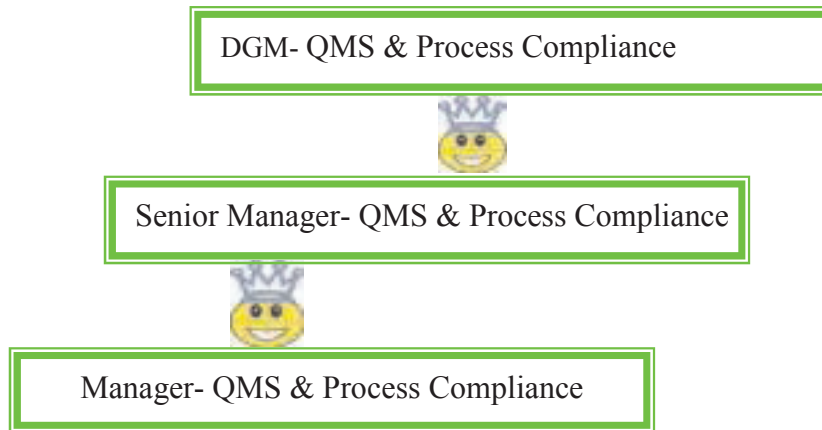 DGM- QMS & Process Compliance
Senior Manager- QMS & Process Compliance
Manager- QMS & Process Compliance